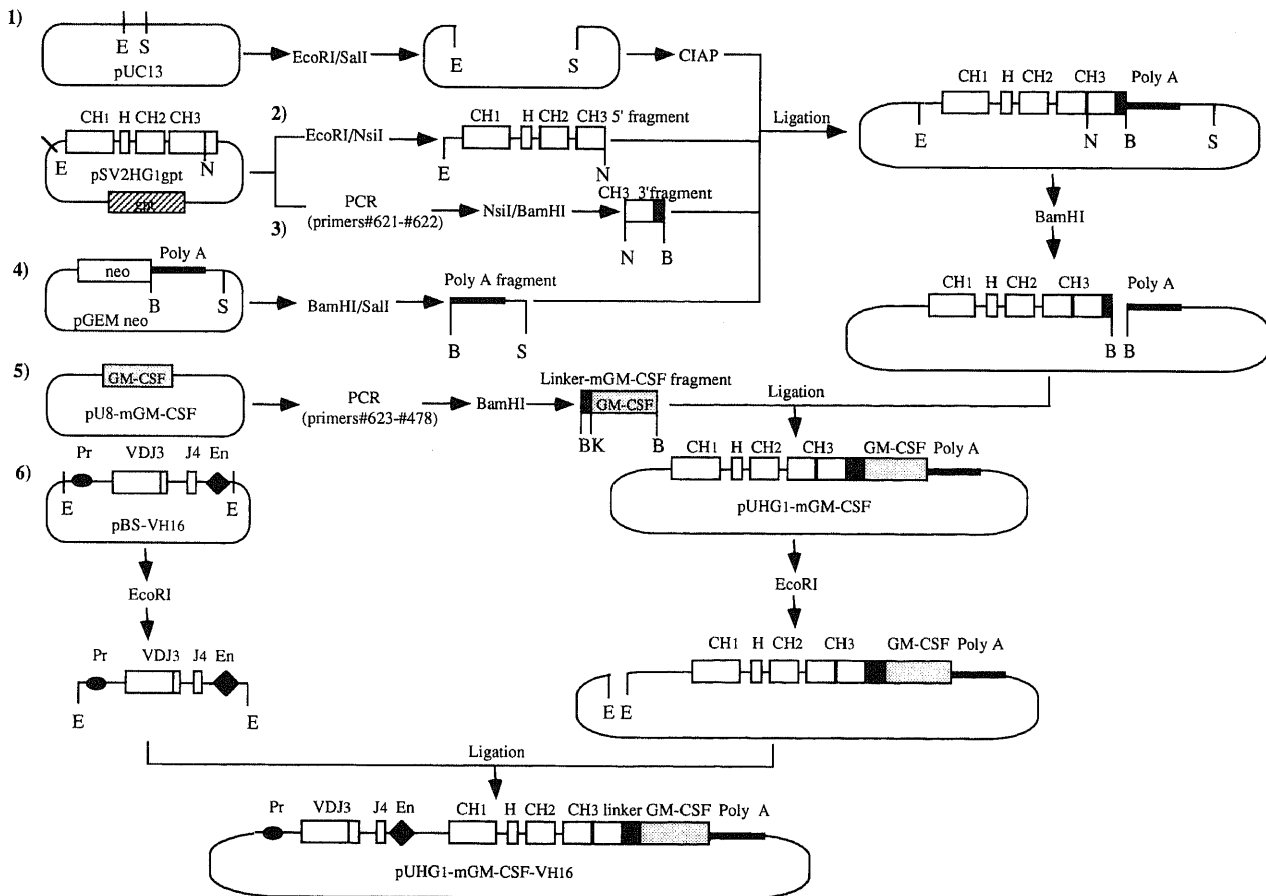 1)
E S
pUC13
EcoRI/SalI
E S
CIAP
CH1 H CH2 CH3 Poly A
E N B S
Ligation
CH1 H CH2 CH3
E N
pSV2HG1gpt
gpt
2)
EcoRI/NsiI
CH1 H CH2 CH3 5' fragment
E N
PCR
(primers#621-#622)
3)
NsiI/BamHI
CH3 3'fragment
N B
BamHI
4)
Poly A
neo
B S
pGEM neo
BamHI/SalI
Poly A fragment
B S
CH1 H CH2 CH3 Poly A
B B
5)
GM-CSF
pU8-mGM-CSF
PCR
(primers#623-#478)
BamHI
Linker-mGM-CSF fragment
GM-CSF
BK B
Ligation
CH1 H CH2 CH3 GM-CSF Poly A
pUHG1-mGM-CSF
6)
Pr VDJ3 J4 En
E E
pBS-VH16
EcoRI
EcoRI
Pr VDJ3 J4 En
E E
CH1 H CH2 CH3 GM-CSF Poly A
E E
Ligation
Pr VDJ3 J4 En CH1 H CH2 CH3 linker GM-CSF Poly A
pUHG1-mGM-CSF-VH16